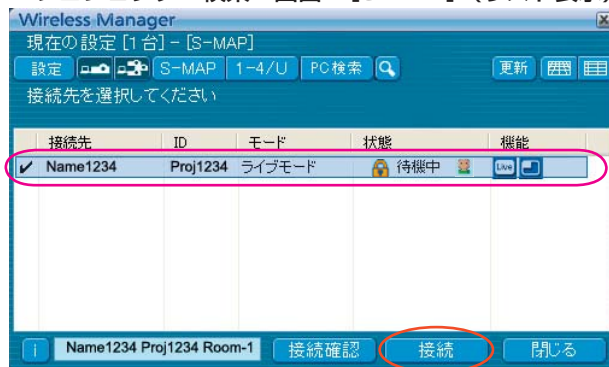 Wireless Manager
現在の設定 [1 台] - [S-MAP]
設定 S-MAP 1-4/U PC検索 更新
接続先を選択してください
接続先 ID モード 状態 機能
Name1234 Proj1234 ライブモード 待機中 Live
i Name1234 Proj1234 Room-1 接続確認 接続 閉じる